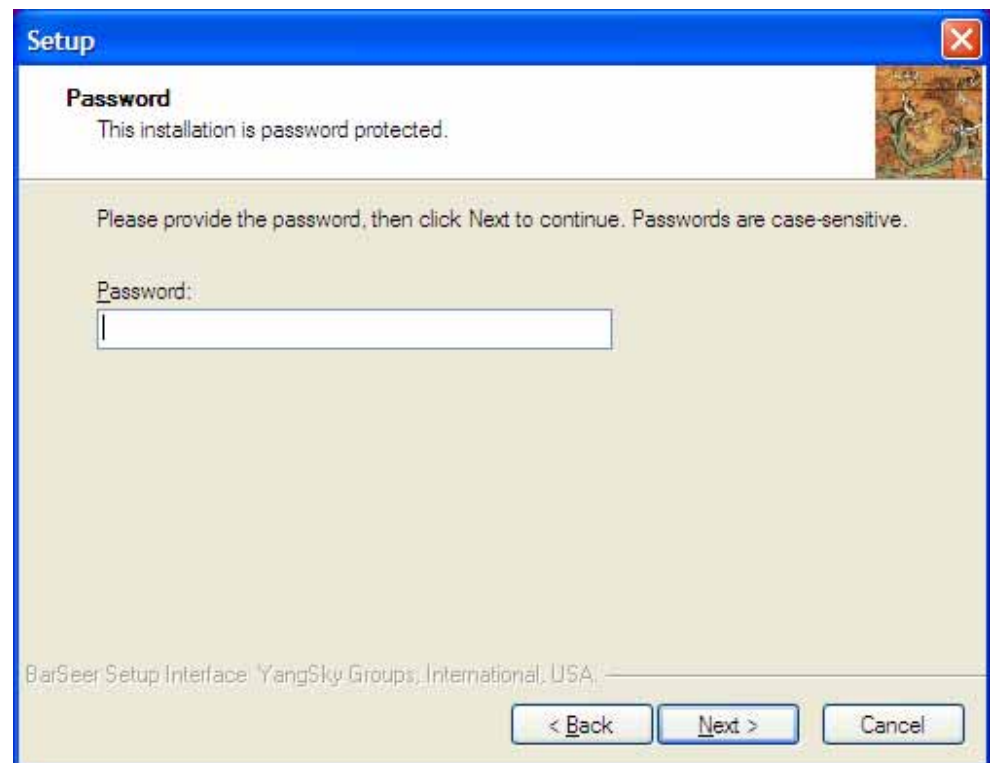 Setup
Password
This installation is password protected.
Please provide the password, then click Next to continue. Passwords are case-sensitive.
Password:
BarSeer Setup Interface. YangSky Groups, International, USA.
< Back
Next >
Cancel